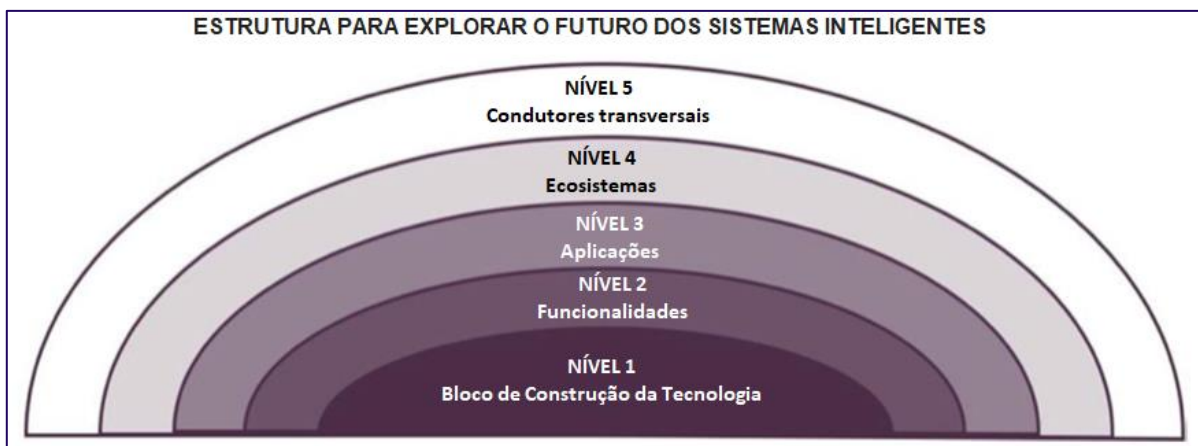 ESTRUTURA PARA EXPLORAR O FUTURO DOS SISTEMAS INTELIGENTES
NÍVEL 5
Condutores transversais
NÍVEL 4
Ecosistemas
NÍVEL 3
Aplicações
NÍVEL 2
Funcionalidades
NÍVEL 1
Bloco de Construção da Tecnologia